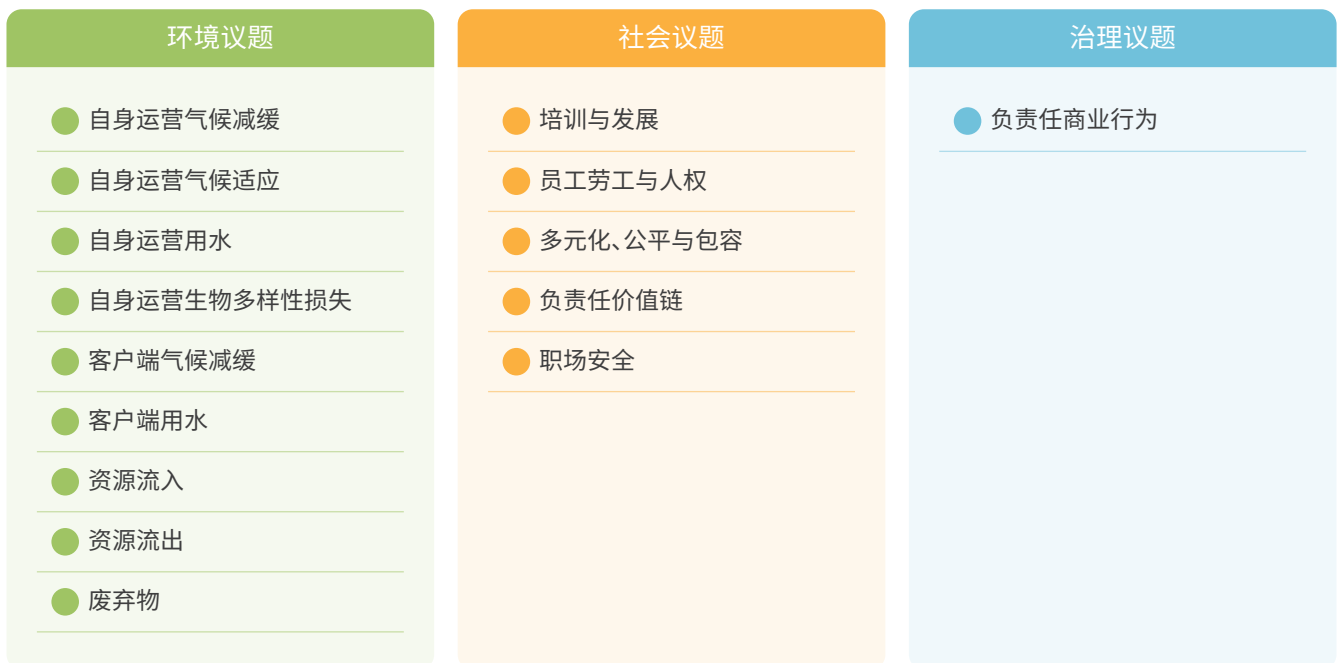 环境议题
自身运营气候减缓
自身运营气候适应
自身运营用水
自身运营生物多样性损失
客户端气候减缓
客户端用水
资源流入
资源流出
废弃物
社会议题
培训与发展
员工劳工与人权
多元化、公平与包容
负责任价值链
职场安全
治理议题
负责任商业行为